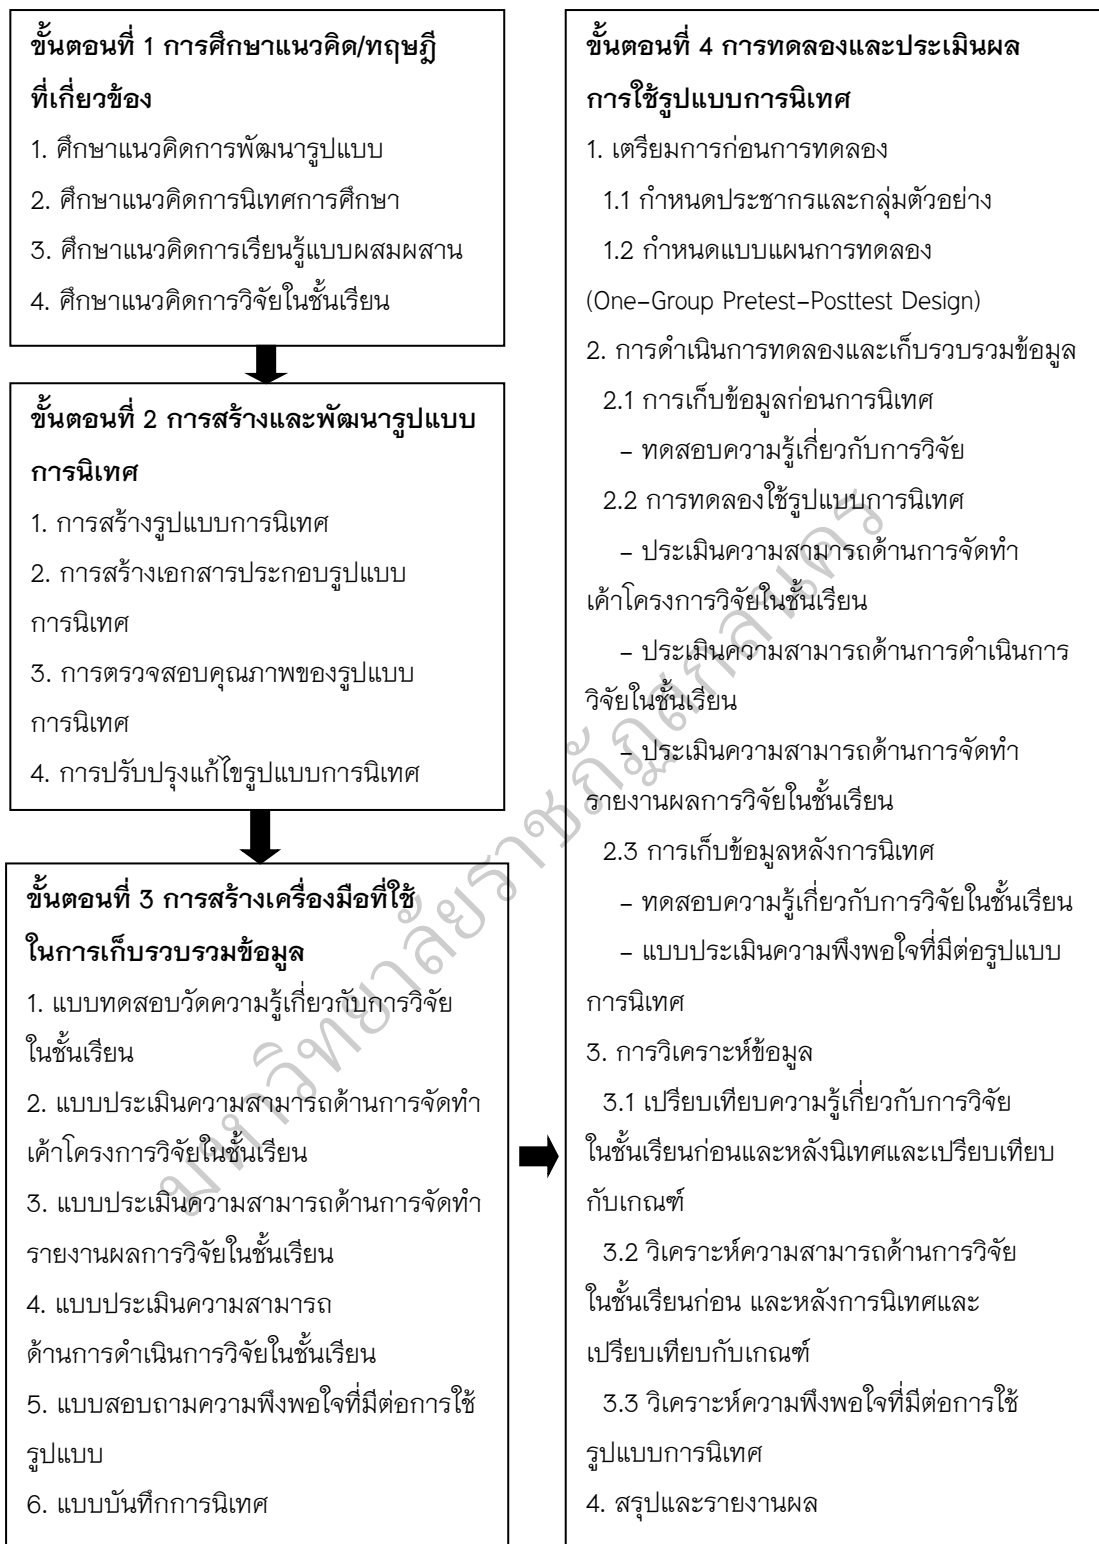 ขั้นตอนที่ 1 การศึกษาแนวคิด/ทฤษฎี
ที่เกี่ยวข้อง
1. ศึกษาแนวคิดการพัฒนารูปแบบ
2. ศึกษาแนวคิดการนิเทศการศึกษา
3. ศึกษาแนวคิดการเรียนรู้แบบผสมผสาน
4. ศึกษาแนวคิดการวิจัยในชั้นเรียน
ขั้นตอนที่ 2 การสร้างและพัฒนารูปแบบ
การนิเทศ
1. การสร้างรูปแบบการนิเทศ
2. การสร้างเอกสารประกอบรูปแบบ
การนิเทศ
3. การตรวจสอบคุณภาพของรูปแบบ
การนิเทศ
4. การปรับปรุงแก้ไขรูปแบบการนิเทศ
ขั้นตอนที่ 3 การสร้างเครื่องมือที่ใช้
ในการเก็บรวบรวมข้อมูล
1. แบบทดสอบวัดความรู้เกี่ยวกับการวิจัย
ในชั้นเรียน
2. แบบประเมินความสามารถด้านการจัดทำ
เค้าโครงการวิจัยในชั้นเรียน
3. แบบประเมินความสามารถด้านการจัดทำ
รายงานผลการวิจัยในชั้นเรียน
4. แบบประเมินความสามารถ
ด้านการดำเนินการวิจัยในชั้นเรียน
5. แบบสอบถามความพึงพอใจที่มีต่อการใช้
รูปแบบ
6. แบบบันทึกการนิเทศ
ขั้นตอนที่ 4 การทดลองและประเมินผล
การใช้รูปแบบการนิเทศ
1. เตรียมการก่อนการทดลอง
1.1 กำหนดประชากรและกลุ่มตัวอย่าง
1.2 กำหนดแบบแผนการทดลอง
(One-Group Pretest-Posttest Design)
2. การดำเนินการทดลองและเก็บรวบรวมข้อมูล
2.1 การเก็บข้อมูลก่อนการนิเทศ
- ทดสอบความรู้เกี่ยวกับการวิจัย
2.2 การทดลองใช้รูปแบบการนิเทศ
- ประเมินความสามารถด้านการจัดทำ
เค้าโครงการวิจัยในชั้นเรียน
- ประเมินความสามารถด้านการดำเนินการ
วิจัยในชั้นเรียน
- ประเมินความสามารถด้านการจัดทำ
รายงานผลการวิจัยในชั้นเรียน
2.3 การเก็บข้อมูลหลังการนิเทศ
- ทดสอบความรู้เกี่ยวกับการวิจัยในชั้นเรียน
- แบบประเมินความพึงพอใจที่มีต่อรูปแบบ
การนิเทศ
3. การวิเคราะห์ข้อมูล
3.1 เปรียบเทียบความรู้เกี่ยวกับการวิจัย
ในชั้นเรียนก่อนและหลังนิเทศและเปรียบเทียบ
กับเกณฑ์
3.2 วิเคราะห์ความสามารถด้านการวิจัย
ในชั้นเรียนก่อน และหลังการนิเทศและ
เปรียบเทียบกับเกณฑ์
3.3 วิเคราะห์ความพึงพอใจที่มีต่อการใช้
รูปแบบการนิเทศ
4. สรุปและรายงานผล
มหาวิทยาลัยราชภัฏสกลนคร